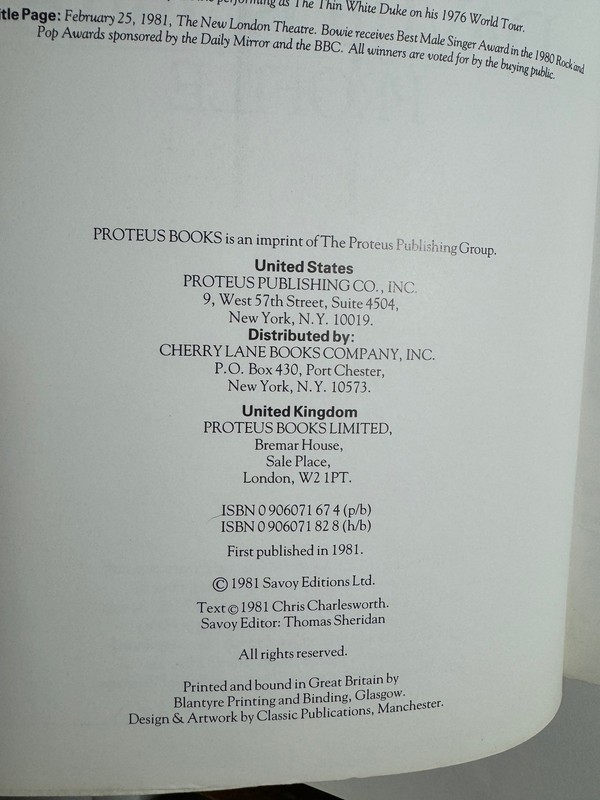 performing as The Thin White Duke on his 1976 World Tour.
itle Page: February 25, 1981, The New London Theatre. Bowie receives Best Male Singer Award in the 1980 Rock and
Pop Awards sponsored by the Daily Mirror and the BBC. All winners are voted for by the buying public.
PROFILE
PROTEUS BOOKS is an imprint of The Proteus Publishing Group.
United States
PROTEUS PUBLISHING CO., INC.
9, West 57th Street, Suite 4504,
New York, N.Y. 10019.
Distributed by:
CHERRY LANE BOOKS COMPANY, INC.
P.O. Box 430, Port Chester,
New York, N.Y. 10573.
United Kingdom
PROTEUS BOOKS LIMITED,
Bremar House,
Sale Place,
London, W2 1PT.
ISBN 0 906071 67 4 (p/b)
ISBN 0 906071 82 8 (h/b)
First published in 1981.
© 1981 Savoy Editions Ltd.
Text © 1981 Chris Charlesworth.
Savoy Editor: Thomas Sheridan
All rights reserved.
Printed and bound in Great Britain by
Blantyre Printing and Binding, Glasgow.
Design & Artwork by Classic Publications, Manchester.